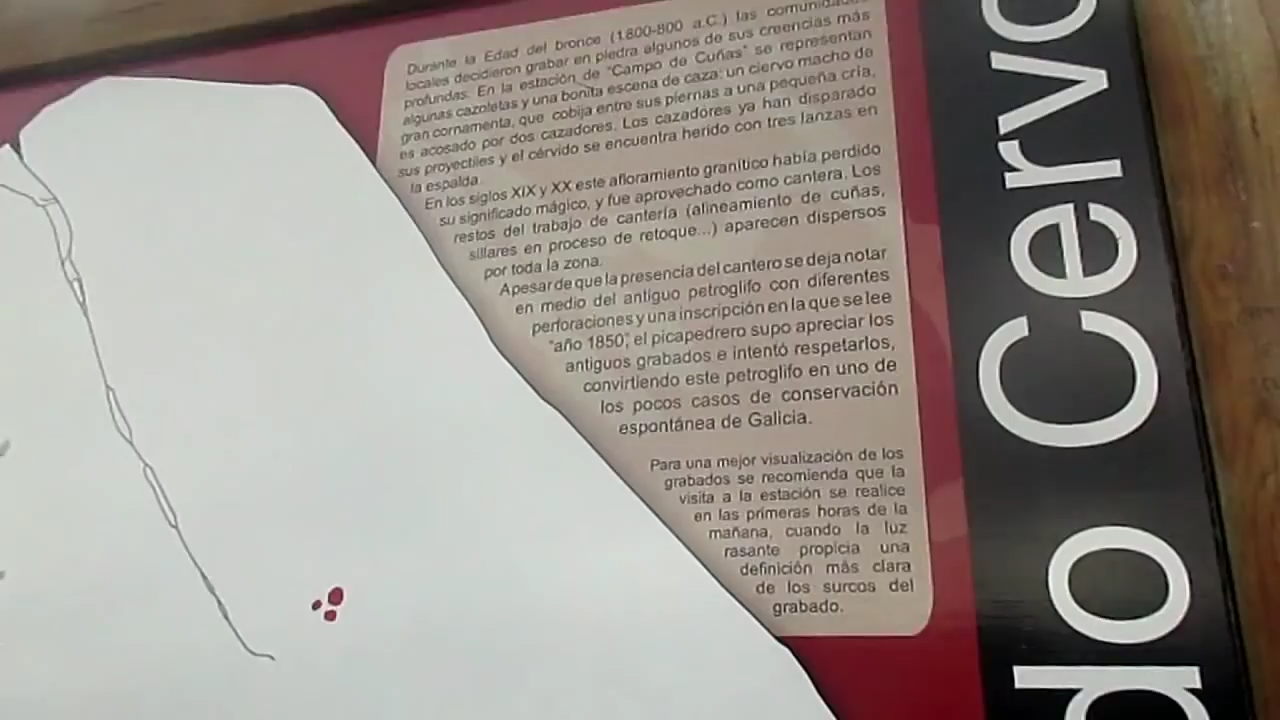 Durante la Edad del bronce (1.800-800 a.C.) las comunidades
locales decidieron grabar en piedra algunos de sus creencias más
profundas. En la estación de "Campo de Cuñas" se representan
algunas cazoletas y una bonita escena de caza: un ciervo macho de
gran cornamenta, que cobija entre sus piernas a una pequeña cría,
es acosado por dos cazadores. Los cazadores ya han disparado
sus proyectiles y el cérvido se encuentra herido con tres lanzas en
la espalda.
En los siglos XIX y XX este afloramiento granítico había perdido
su significado mágico, y fue aprovechado como cantera. Los
restos del trabajo de cantería (alineamiento de cuñas,
sillares en proceso de retoque...) aparecen dispersos
por toda la zona.
Apesar de que la presencia del cantero se deja notar
en medio del antiguo petroglifo con diferentes
perforaciones y una inscripción en la que se lee
"año 1850", el picapedrero supo apreciar los
antiguos grabados e intentó respetarlos,
convirtiendo este petroglifo en uno de
los pocos casos de conservación
espontánea de Galicia.
Para una mejor visualización de los
grabados se recomienda que la
visita a la estación se realice
en las primeras horas de la
mañana, cuando la luz
rasante propicia una
definición más clara
de los surcos del
grabado.
do Cervo